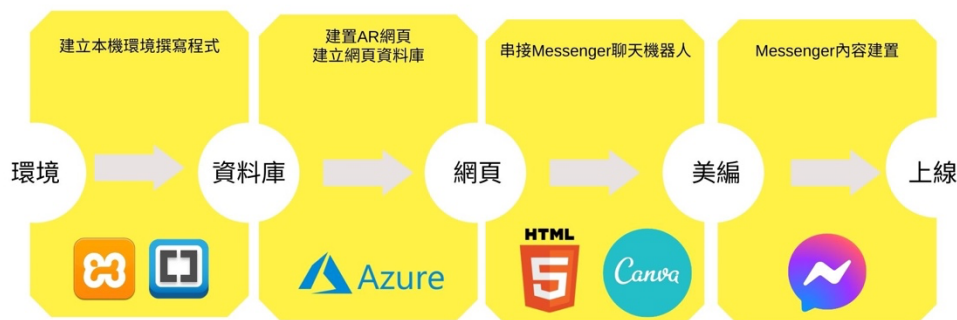 建立本機環境撰寫程式
建置AR網頁
建立網頁資料庫
串接Messenger聊天機器人
Messenger內容建置
環境
資料庫
網頁
美編
上線
Azure
HTML
5
Canva